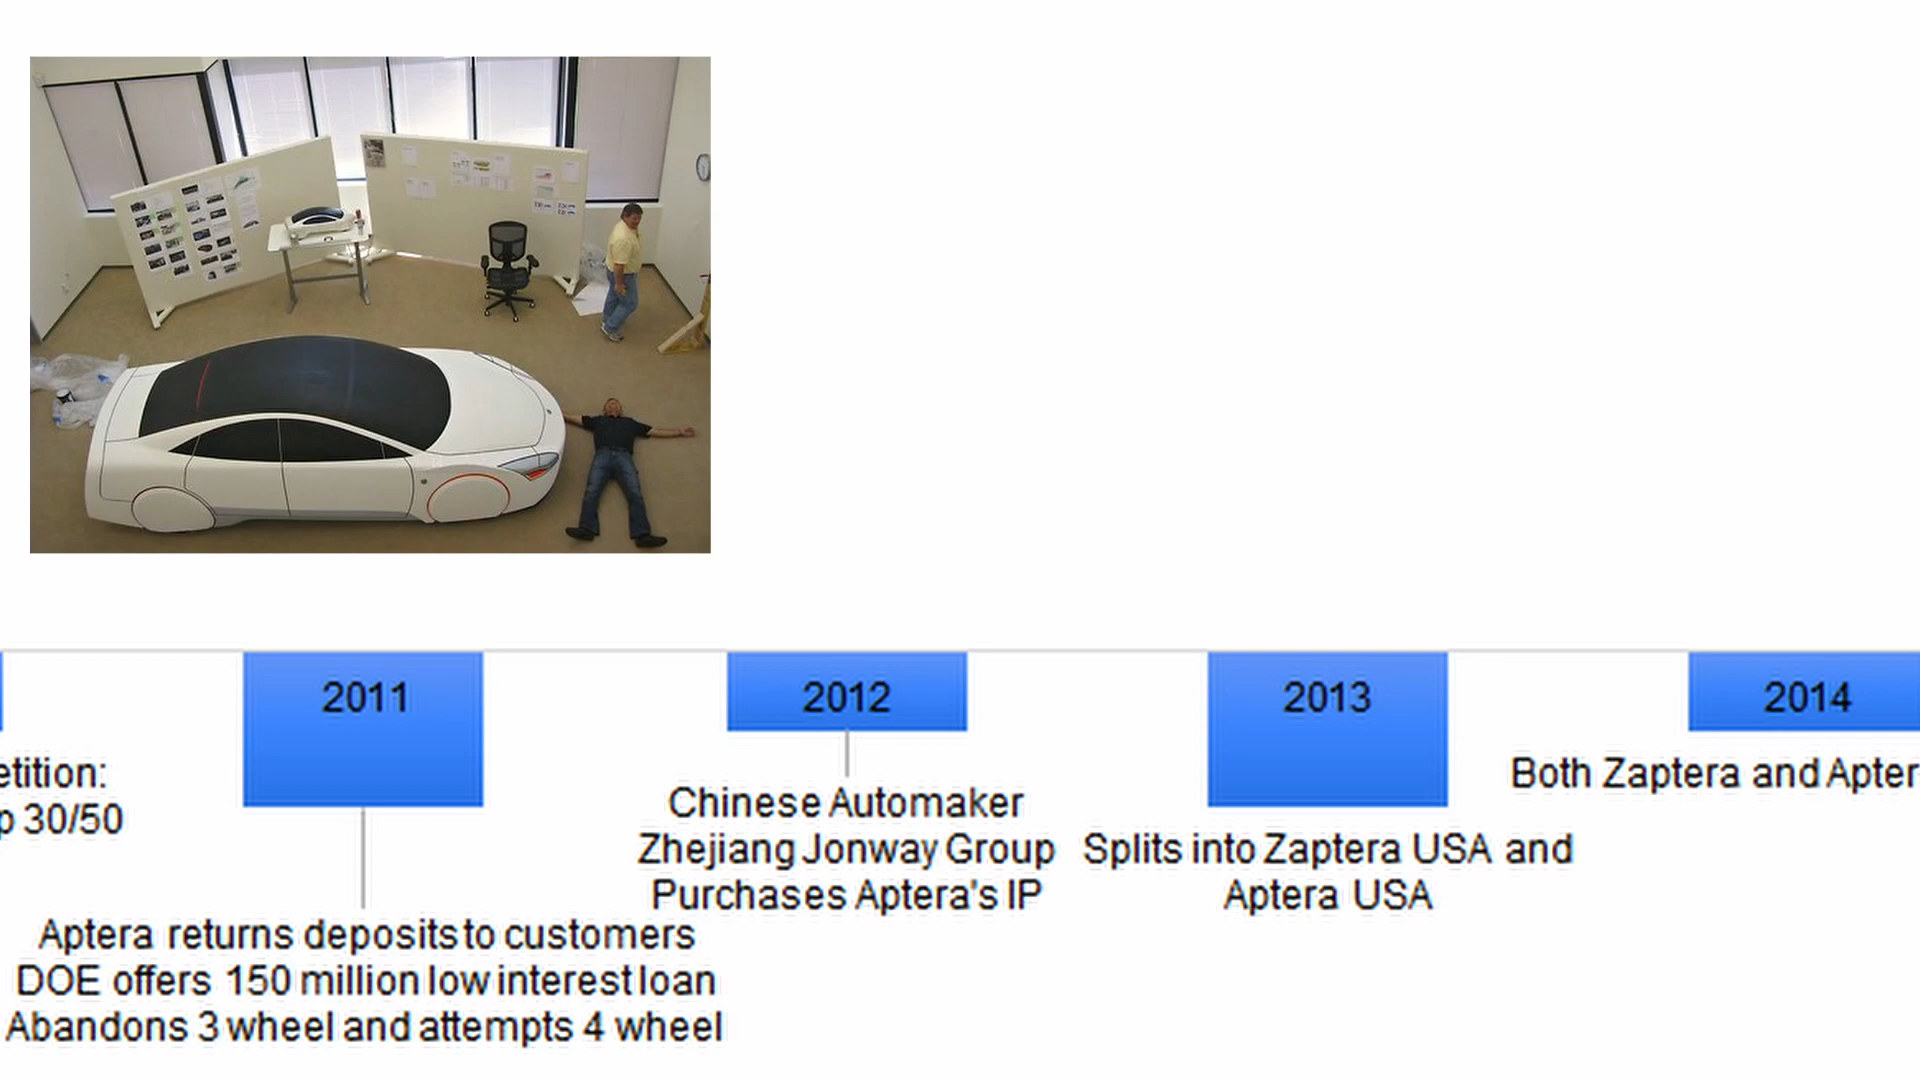 2011
2012
2013
2014
etition:
p 30/50
Aptera returns deposits to customers
DOE offers 150 million low interest loan
Abandons 3 wheel and attempts 4 wheel
Chinese Automaker
Zhejiang Jonway Group
Purchases Aptera's IP
Splits into Zaptera USA and
Aptera USA
Both Zaptera and Apter